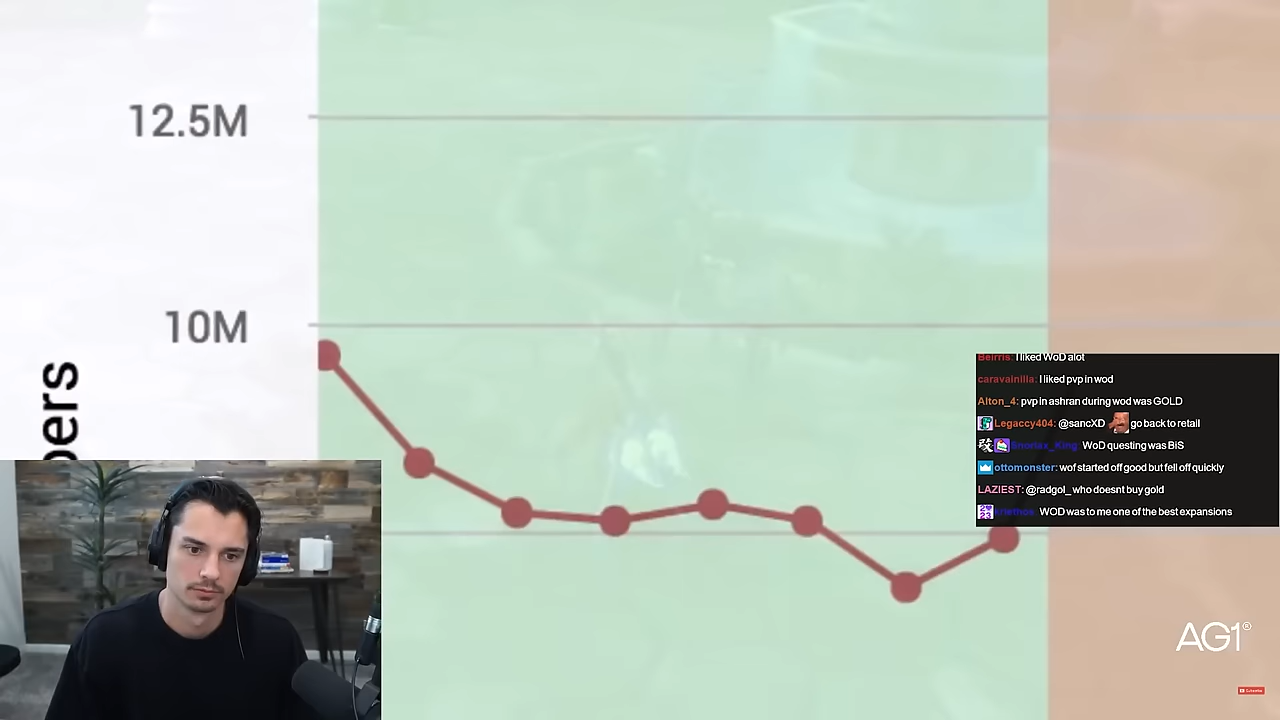 12.5M
10M
bers
Beirris: I liked WoD alot
caravainilla: I liked pvp in wod
Alton_4: pvp in ashran during wod was GOLD
Legaccy404: @sancXD go back to retail
Snorlax_King: WoD questing was BiS
ottomonster: wof started off good but fell off quickly
LAZIEST: @radgol_ who doesnt buy gold
WOD was to me one of the best expansions
AG1®
Subscribe